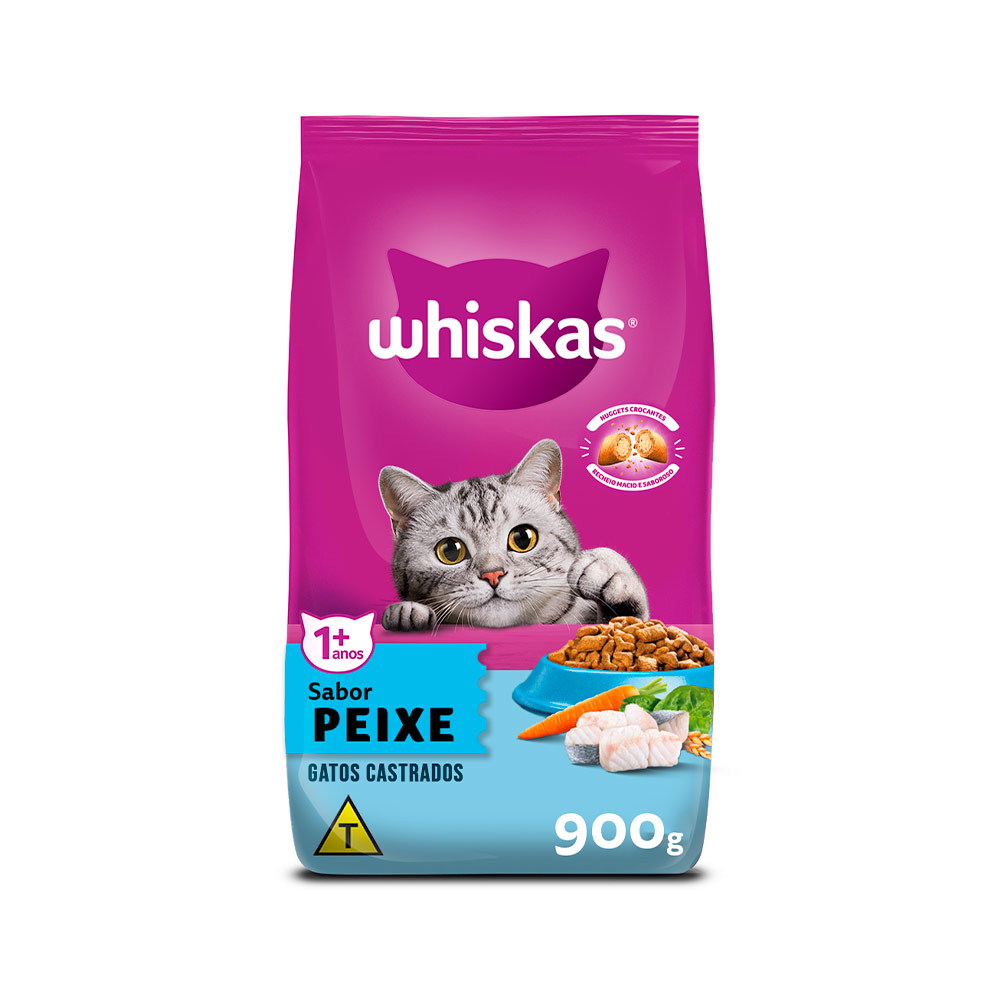 whiskas®
NUGGETS CROCANTES
RECHEIO MACIO E SABOROSO
1+
anos
Sabor
PEIXE
GATOS CASTRADOS
T
900g